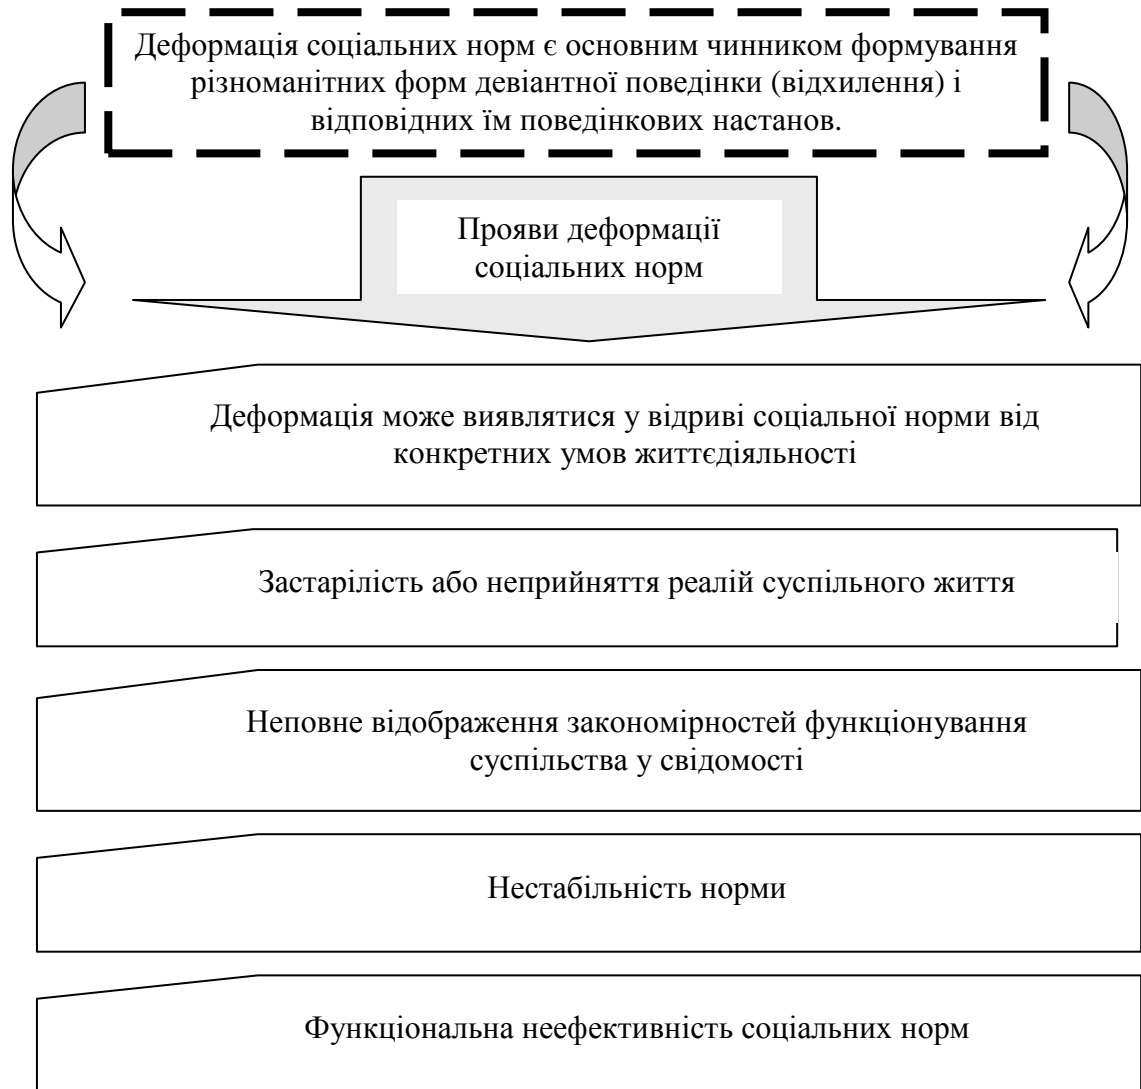 Деформація соціальних норм є основним чинником формування
різноманітних форм девіантної поведінки (відхилення) і
відповідних їм поведінкових настанов.
Прояви деформації
соціальних норм
Деформація може виявлятися у відриві соціальної норми від
конкретних умов життєдіяльності
Застарілість або неприйняття реалій суспільного життя
Неповне відображення закономірностей функціонування
суспільства у свідомості
Нестабільність норми
Функціональна неефективність соціальних норм